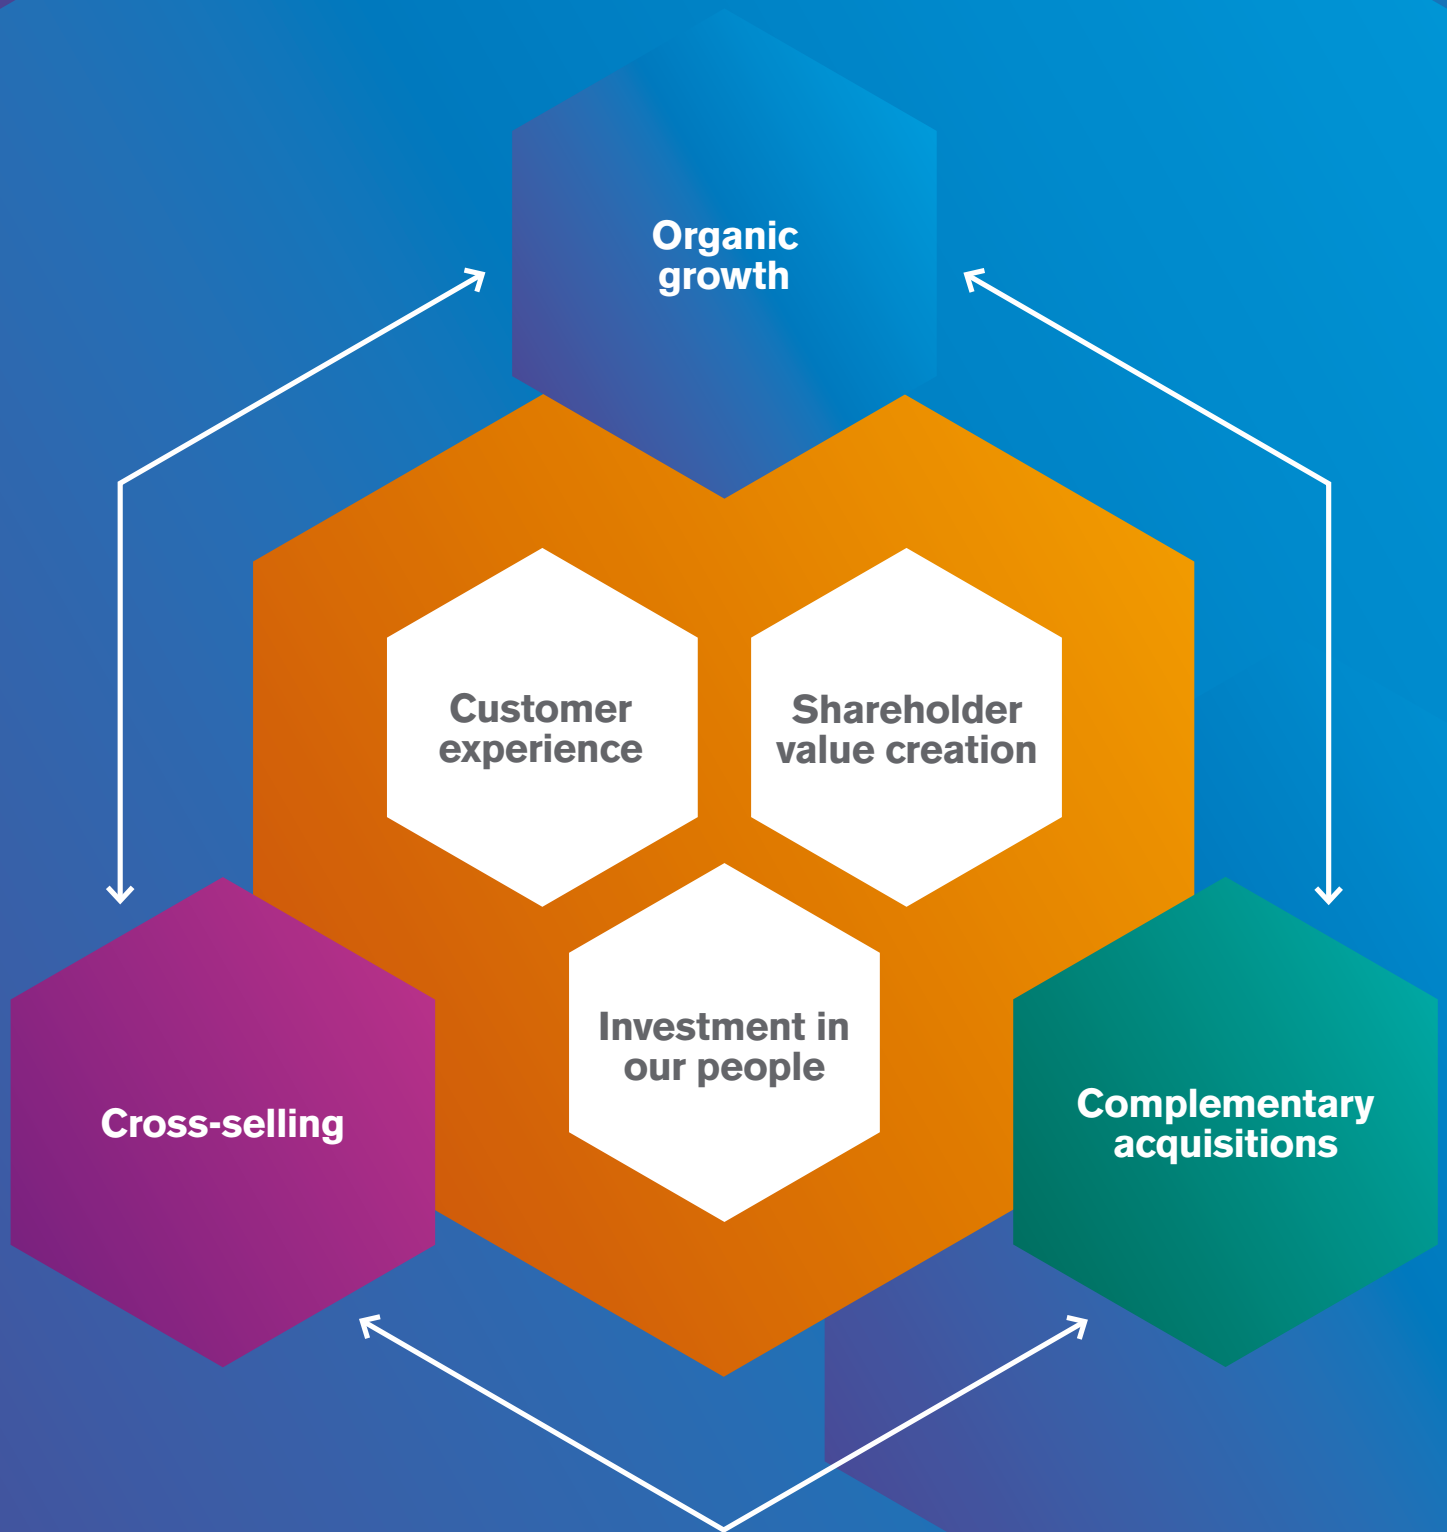 Organic
growth
Customer
experience
Shareholder
value creation
Investment in
our people
Cross-selling
Complementary
acquisitions